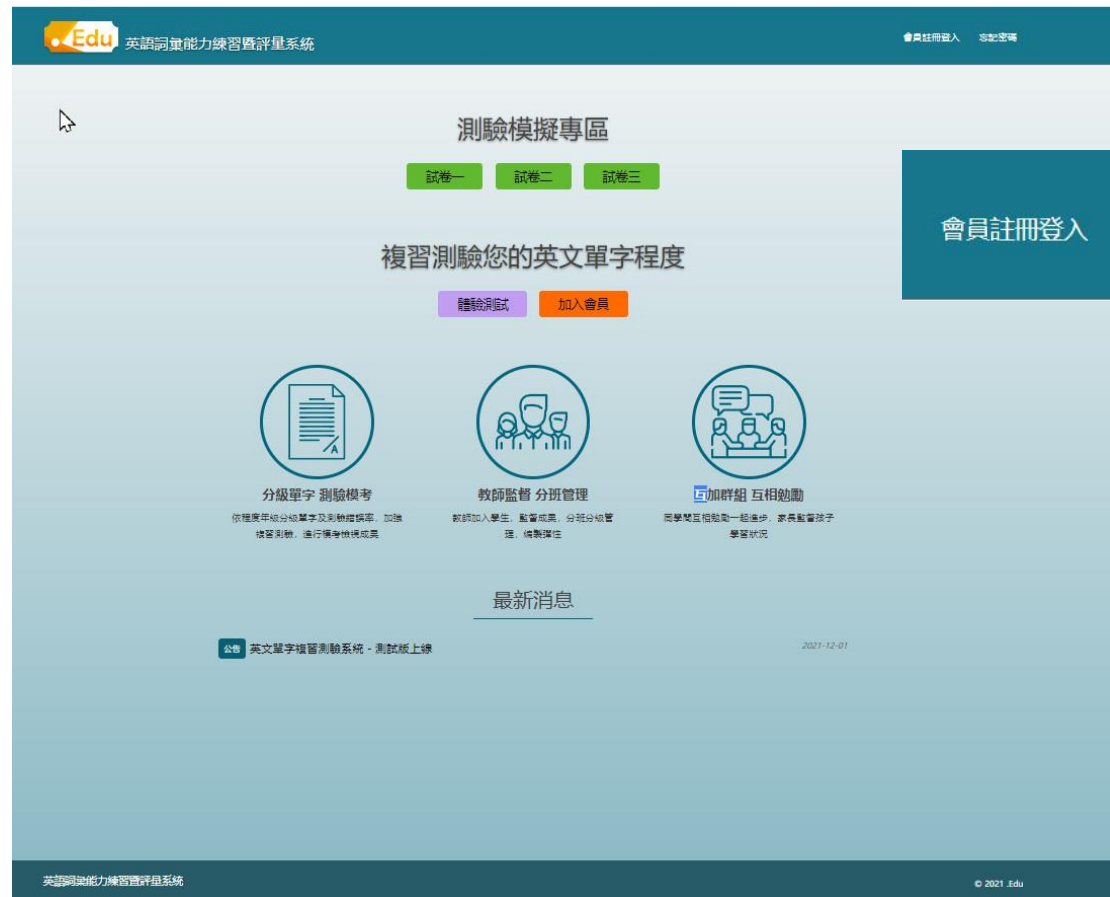 .Edu 英語詞彙能力練習暨評量系統
會員註冊登入 忘記密碼
測驗模擬專區
試卷一 試卷二 試卷三
會員註冊登入
複習測驗您的英文單字程度
體驗測試 加入會員
A
分級單字 測驗模考
依程度年級分級單字及測驗錯誤率，加強
複習測驗，進行模考檢視成果
教師監督 分班管理
教師加入學生，監督成果，分班分級管
理，編製彈性
互加群組 互相勉勵
同學間互相勉勵一起進步，家長監督孩子
學習狀況
最新消息
公告 英文單字複習測驗系統 - 測試版上線 2021-12-01
英語詞彙能力練習暨評量系統
© 2021 .Edu